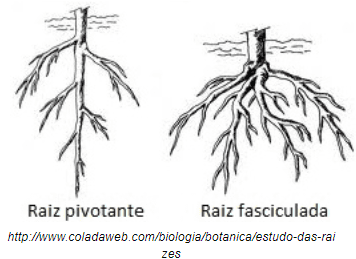 Raiz pivotante Raiz fasciculada
http://www.coladaweb.com/biologia/botanica/estudo-das-rai
zes